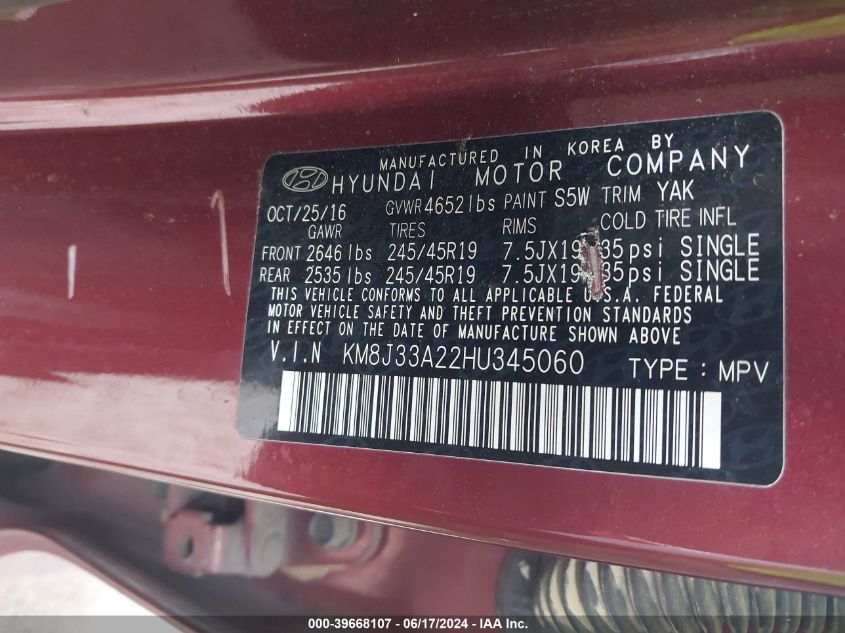 MANUFACTURED IN KOREA BY
HYUNDAI MOTOR COMPANY
OCT/25/16 GVWR 4652 lbs PAINT S5W TRIM YAK
GAWR TIRES RIMS COLD TIRE INFL
FRONT 2646 lbs 245/45R19 7.5JX19 35psi SINGLE
REAR 2535 lbs 245/45R19 7.5JX19 35psi SINGLE
THIS VEHICLE CONFORMS TO ALL APPLICABLE U.S.A. FEDERAL
MOTOR VEHICLE SAFETY AND THEFT PREVENTION STANDARDS
IN EFFECT ON THE DATE OF MANUFACTURE SHOWN ABOVE
V.I.N KM8J33A22HU345060 TYPE : MPV
000-39668107 - 06/17/2024 - IAA Inc.